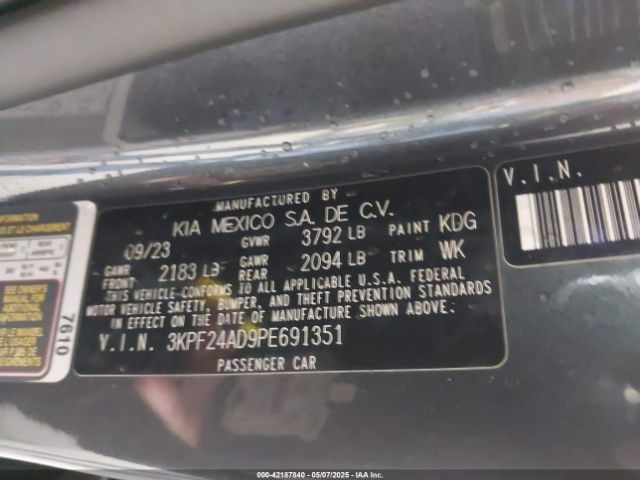 MANUFACTURED BY
KIA MEXICO S.A. DE C.V.
09/23 GVWR 3792 LB PAINT KDG
GAWR FRONT 2183 LB GAWR REAR 2094 LB TRIM WK
THIS VEHICLE CONFORMS TO ALL APPLICABLE U.S.A. FEDERAL
MOTOR VEHICLE SAFETY, BUMPER, AND THEFT PREVENTION STANDARDS
IN EFFECT ON THE DATE OF MANUFACTURE SHOWN ABOVE.
V.I.N. 3KPF24AD9PE691351
PASSENGER CAR
V.I.N.
7610
000-42187840 - 05/07/2025 - IAA Inc.